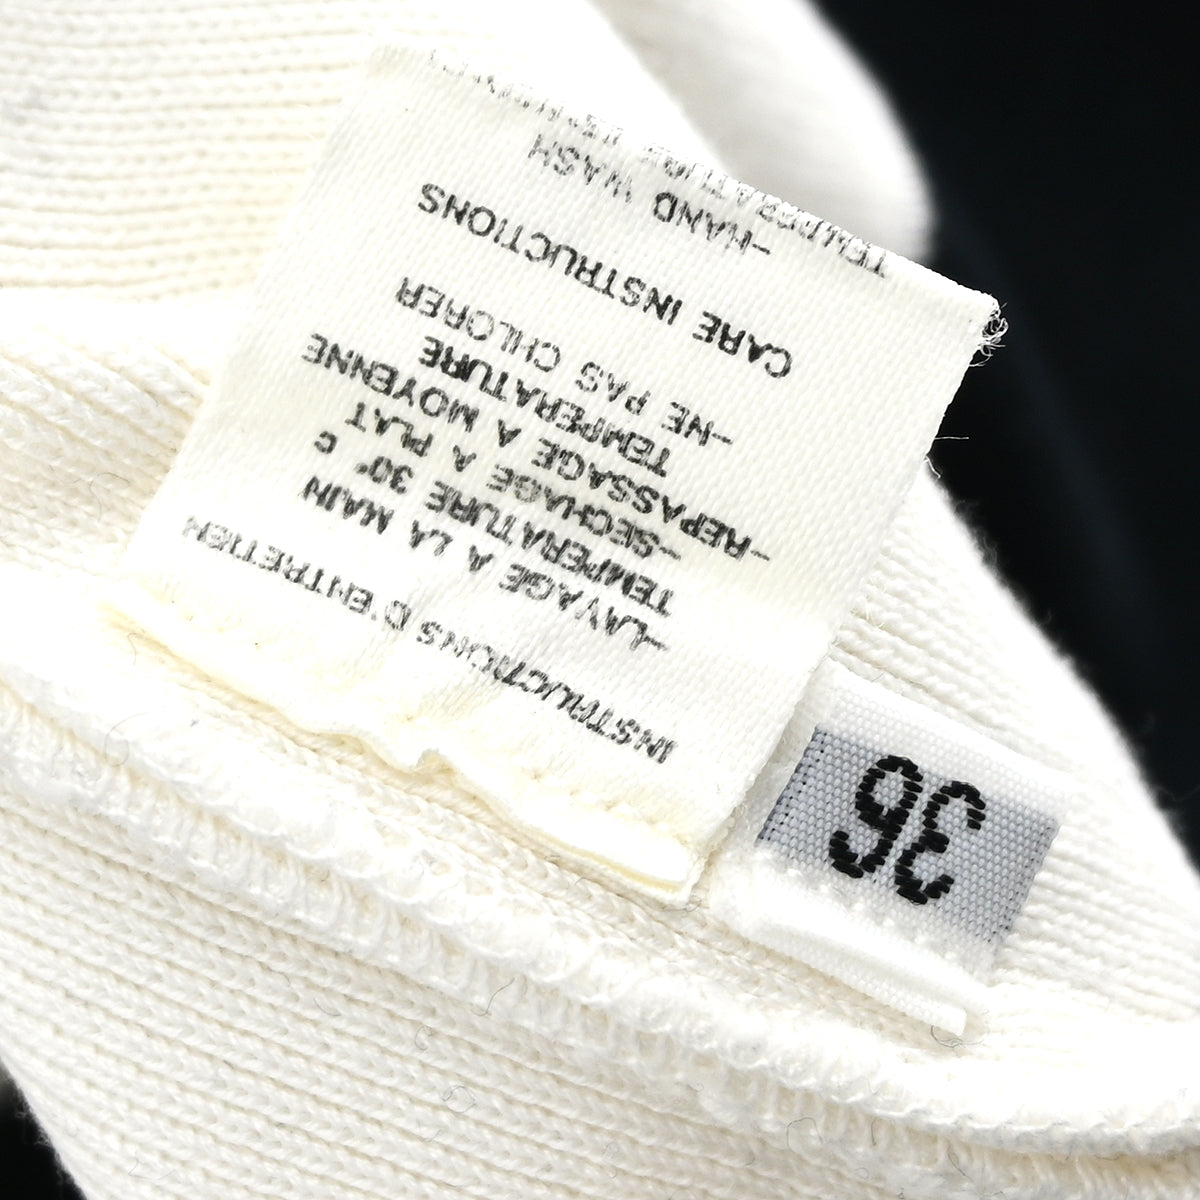 INSTRUCTIONS D'ENTRETIEN
-LAVAGE A LA MAIN
TEMPERATURE 30° C
-SECHAGE A PLAT
-REPASSAGE A MOYENNE
TEMPERATURE
-NE PAS CHLORER
CARE INSTRUCTIONS
-HAND WASH
TEMPERATURE
36